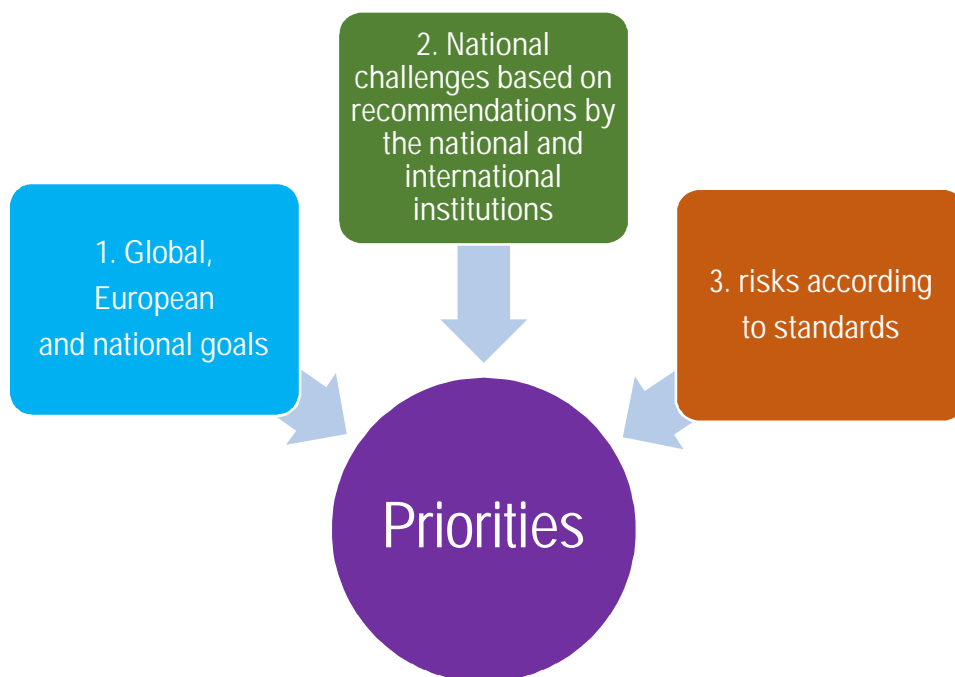 2. National
challenges based on
recommendations by
the national and
international
institutions
1. Global,
European
and national goals
3. risks according
to standards
Priorities